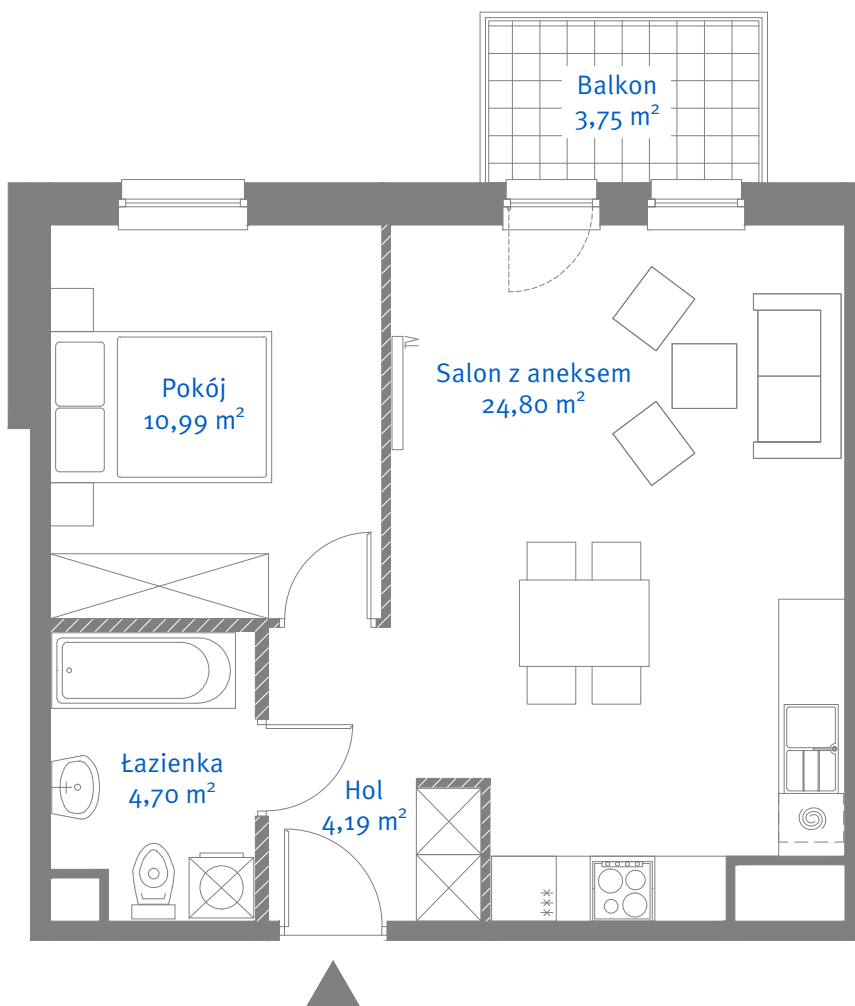 Balkon
3,75 m²
Pokój
10,99 m²
Salon z aneksem
24,80 m²
Łazienka
4,70 m²
Hol
4,19 m²